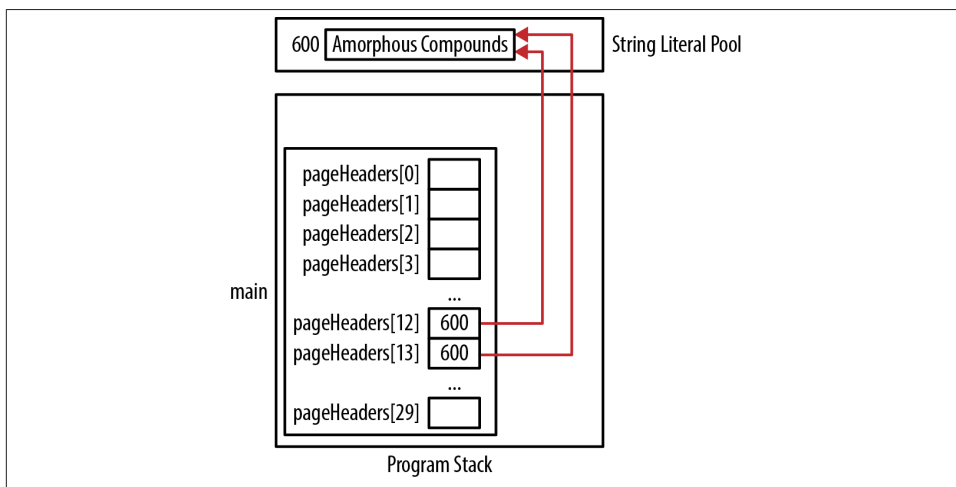 600 Amorphous Compounds String Literal Pool
pageHeaders[0]
pageHeaders[1]
pageHeaders[2]
pageHeaders[3]
main
...
pageHeaders[12] 600
pageHeaders[13] 600
...
pageHeaders[29]
Program Stack